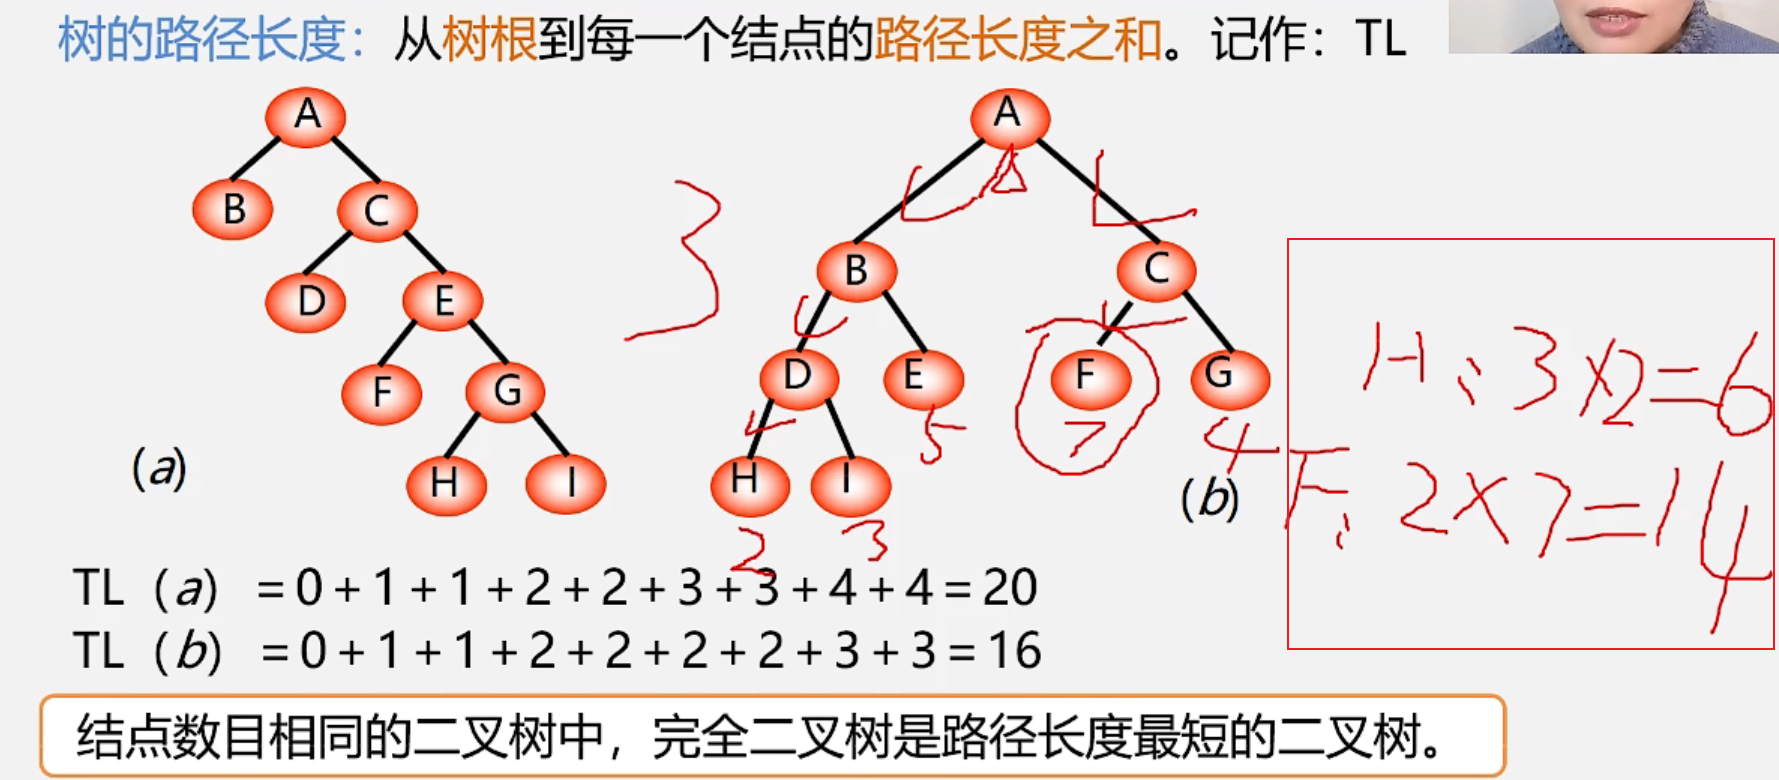 树的路径长度：从树根到每一个结点的路径长度之和。记作：TL
A
B
C
D
E
F
G
H
I
(a)
3
A
B
C
D
E
F
G
H
I
5
7
4
2
3
(b)
H: 3×2=6
F: 2×7=14
TL (a) =0+1+1+2+2+3+3+4+4=20
TL (b) =0+1+1+2+2+2+2+3+3=16
结点数目相同的二叉树中，完全二叉树是路径长度最短的二叉树。